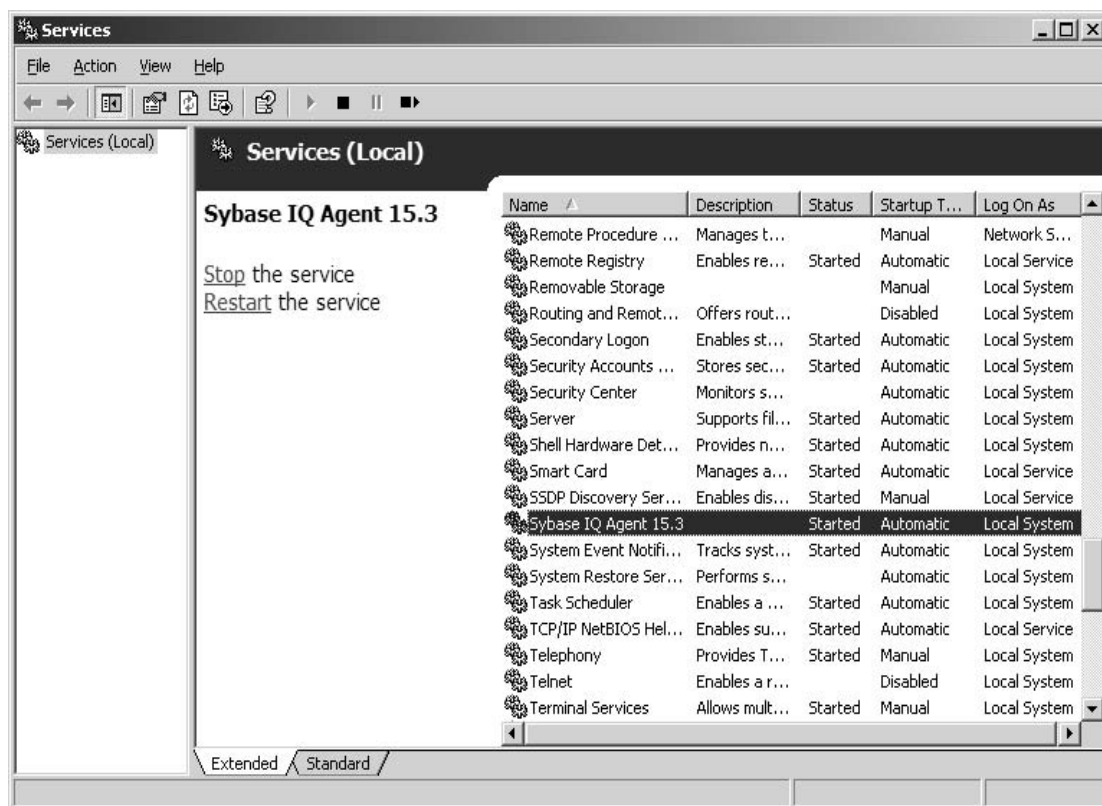 Services
File Action View Help
Services (Local)
Services (Local)
Sybase IQ Agent 15.3
Stop the service
Restart the service
Name Description Status Startup T... Log On As
Remote Procedure ... Manages t... Manual Network S...
Remote Registry Enables re... Started Automatic Local Service
Removable Storage Manual Local System
Routing and Remot... Offers rout... Disabled Local System
Secondary Logon Enables st... Started Automatic Local System
Security Accounts ... Stores sec... Started Automatic Local System
Security Center Monitors s... Automatic Local System
Server Supports fil... Started Automatic Local System
Shell Hardware Det... Provides n... Started Automatic Local System
Smart Card Manages a... Started Automatic Local Service
SSDP Discovery Ser... Enables dis... Started Manual Local Service
Sybase IQ Agent 15.3 Started Automatic Local System
System Event Notifi... Tracks syst... Started Automatic Local System
System Restore Ser... Performs s... Automatic Local System
Task Scheduler Enables a ... Started Automatic Local System
TCP/IP NetBIOS Hel... Enables su... Started Automatic Local Service
Telephony Provides T... Started Manual Local System
Telnet Enables a r... Disabled Local System
Terminal Services Allows mult... Started Manual Local System
Extended Standard